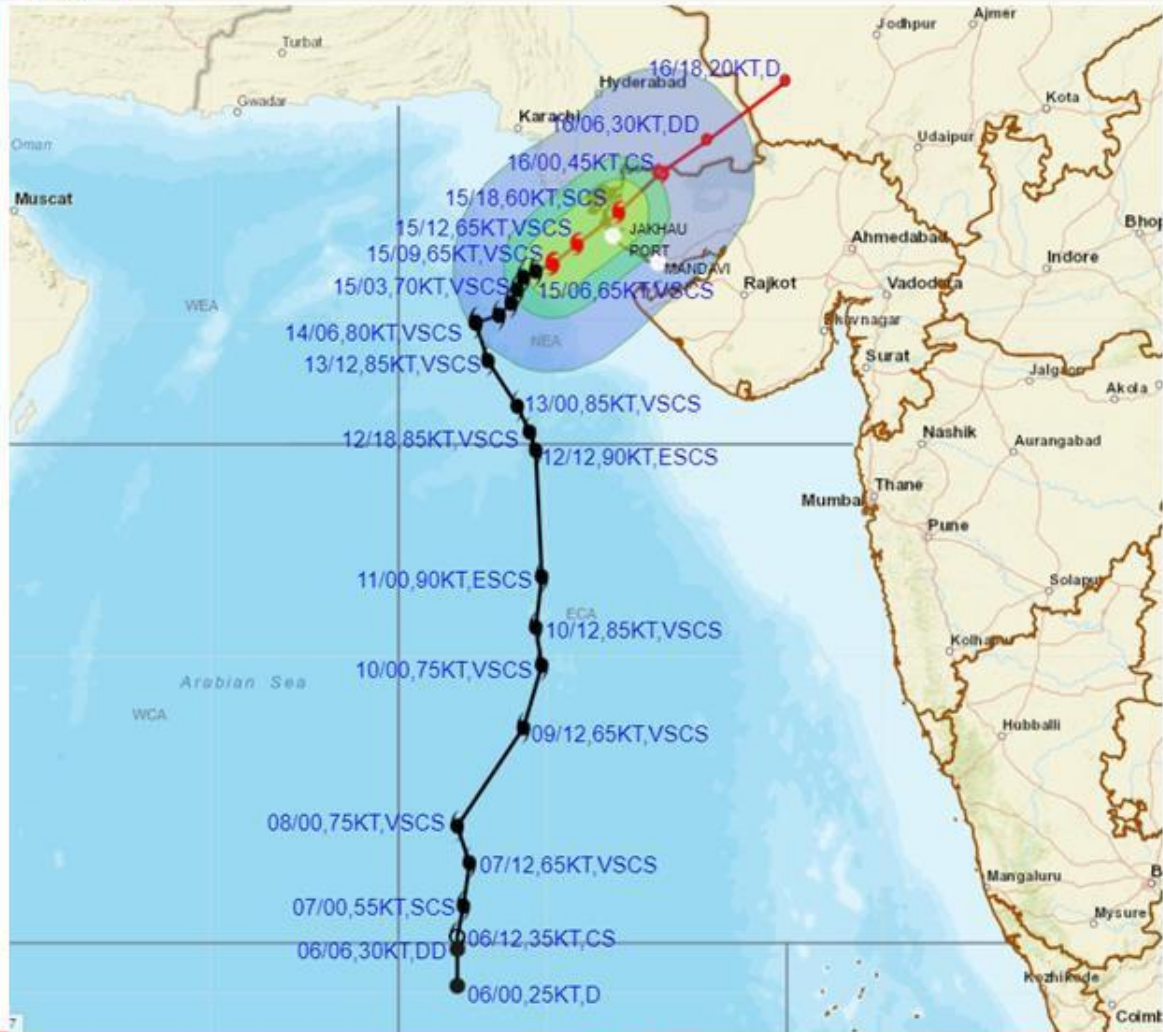 Ajmer
Jodhpur
Turbat
16/18,20KT,D
Hyderabad
Gwadar
Kota
Karachi
16/06,30KT,DD
Udaipur
Oman
16/00,45KT,CS
Muscat
15/18,60KT,SCS
15/12,65KT,VSCS
JAKHAU
PORT
Bhop
Ahmedabad
15/09,65KT,VSCS
MANDAVI
Indore
15/03,70KT,VSCS
15/06,65KT,VSCS
Rajkot
Vadodara
WEA
14/06,80KT,VSCS
NEA
Bhavnagar
13/12,85KT,VSCS
Surat
Jalgaon
Akola
13/00,85KT,VSCS
12/18,85KT,VSCS
Nashik
Aurangabad
12/12,90KT,ESCS
Mumbai
Thane
Pune
11/00,90KT,ESCS
Solapur
ECA
10/12,85KT,VSCS
Kolhapur
10/00,75KT,VSCS
Arabian Sea
WCA
09/12,65KT,VSCS
Hubballi
08/00,75KT,VSCS
07/12,65KT,VSCS
Mangaluru
B
07/00,55KT,SCS
Mysuru
06/12,35KT,CS
06/06,30KT,DD
Kozhikode
06/00,25KT,D
Coimb
7